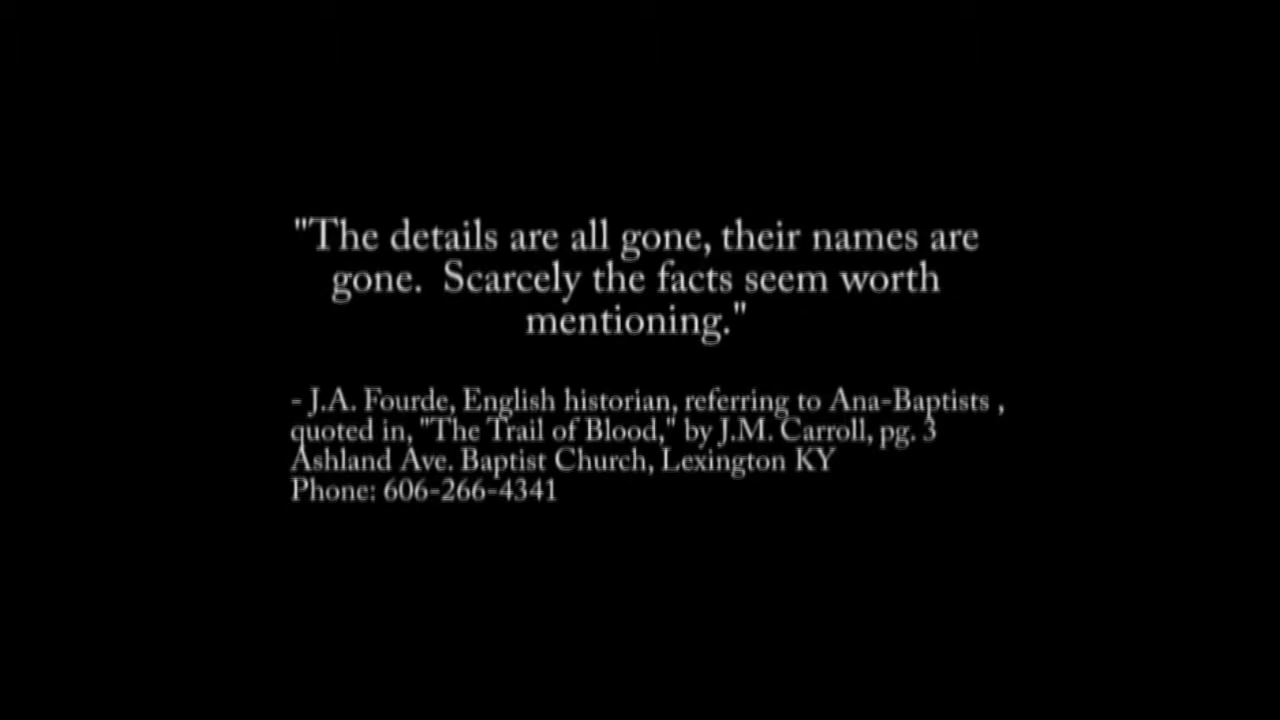 "The details are all gone, their names are
gone.  Scarcely the facts seem worth
mentioning."
- J.A. Fourde, English historian, referring to Ana-Baptists ,
quoted in, "The Trail of Blood," by J.M. Carroll, pg. 3
Ashland Ave. Baptist Church, Lexington KY
Phone: 606-266-4341